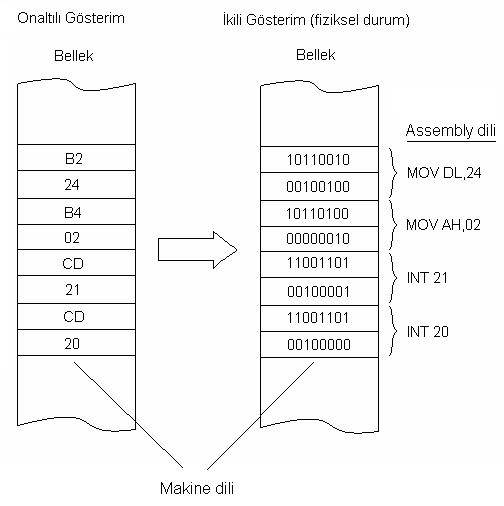 Onaltılı Gösterim
İkili Gösterim (fiziksel durum)
Bellek
Bellek
Assembly dili
B2
10110010
MOV DL,24
24
00100100
B4
10110100
MOV AH,02
02
00000010
CD
11001101
INT 21
21
00100001
CD
11001101
INT 20
20
00100000
Makine dili